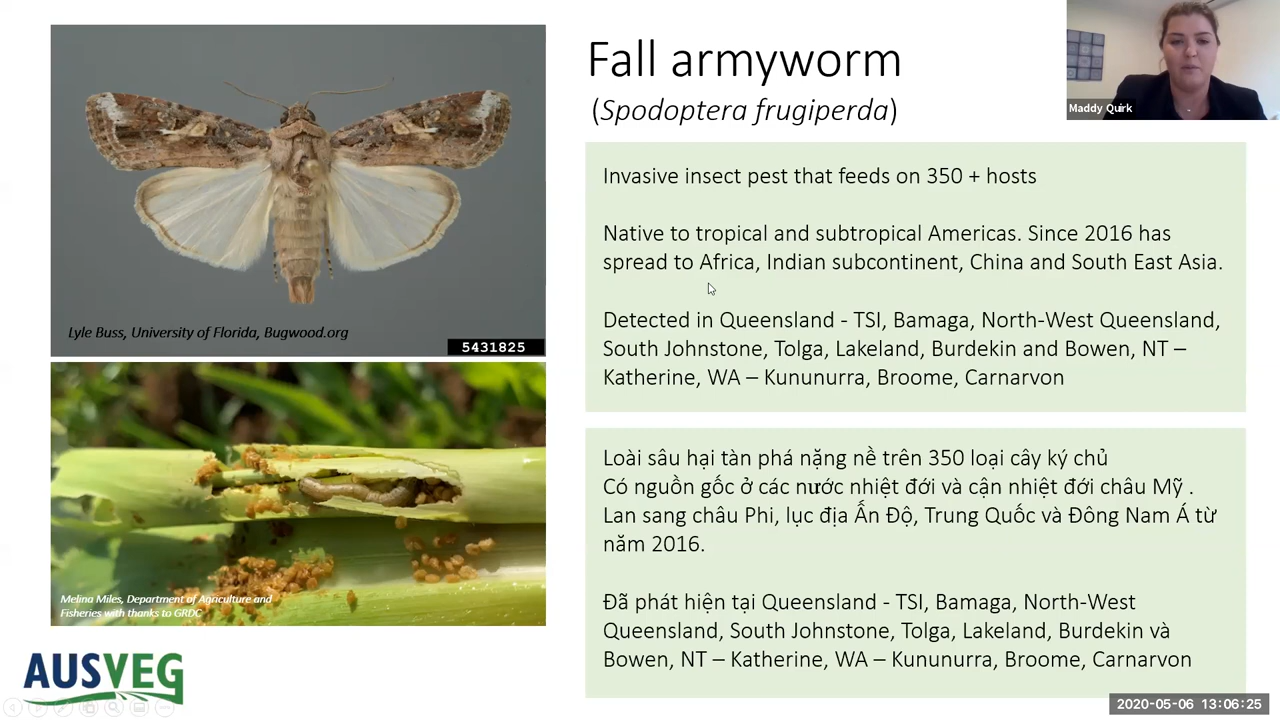 Fall armyworm
(Spodoptera frugiperda)
Maddy Quirk
Invasive insect pest that feeds on 350 + hosts
Native to tropical and subtropical Americas. Since 2016 has
spread to Africa, Indian subcontinent, China and South East Asia.
Detected in Queensland - TSI, Bamaga, North-West Queensland,
South Johnstone, Tolga, Lakeland, Burdekin and Bowen, NT –
Katherine, WA – Kununurra, Broome, Carnarvon
Lyle Buss, University of Florida, Bugwood.org
5431825
Loài sâu hại tàn phá nặng nề trên 350 loại cây ký chủ
Có nguồn gốc ở các nước nhiệt đới và cận nhiệt đới châu Mỹ .
Lan sang châu Phi, lục địa Ấn Độ, Trung Quốc và Đông Nam Á từ
năm 2016.
Đã phát hiện tại Queensland - TSI, Bamaga, North-West
Queensland, South Johnstone, Tolga, Lakeland, Burdekin và
Bowen, NT – Katherine, WA – Kununurra, Broome, Carnarvon
Melina Miles, Department of Agriculture and
Fisheries with thanks to GRDC
AUSVEG
2020-05-06 13:06:25